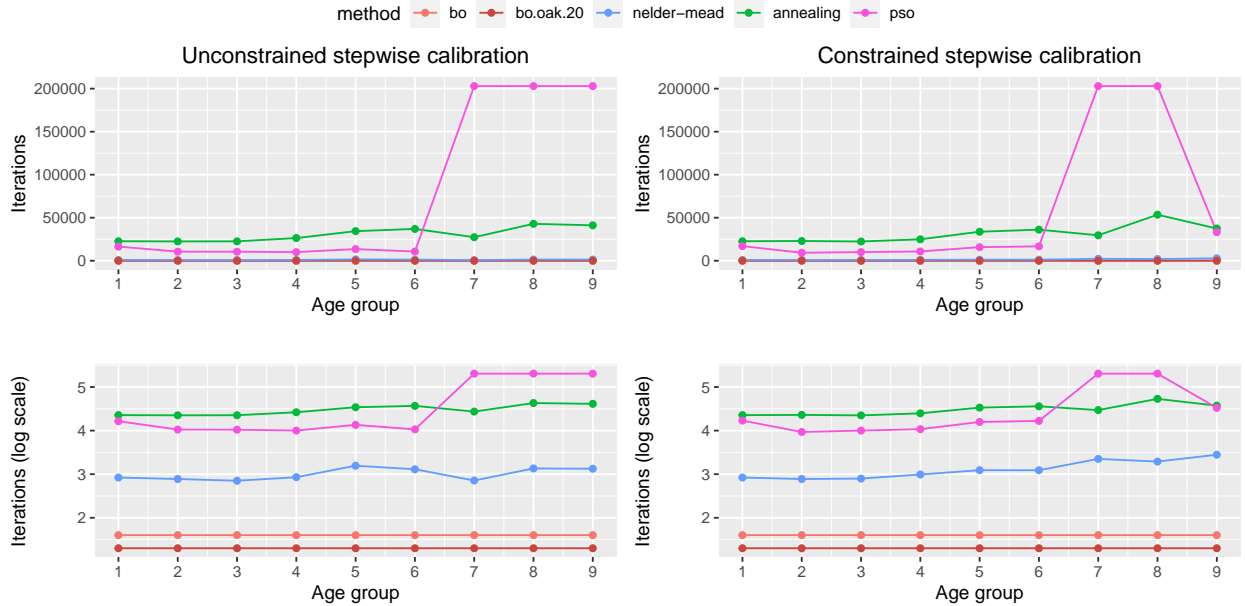 method bo bo.oak.20 nelder−mead annealing pso
Unconstrained stepwise calibration
Iterations
200000
150000
100000
50000
0
1 2 3 4 5 6 7 8 9
Age group
Constrained stepwise calibration
Iterations
200000
150000
100000
50000
0
1 2 3 4 5 6 7 8 9
Age group
Iterations (log scale)
5
4
3
2
1 2 3 4 5 6 7 8 9
Age group
Iterations (log scale)
5
4
3
2
1 2 3 4 5 6 7 8 9
Age group